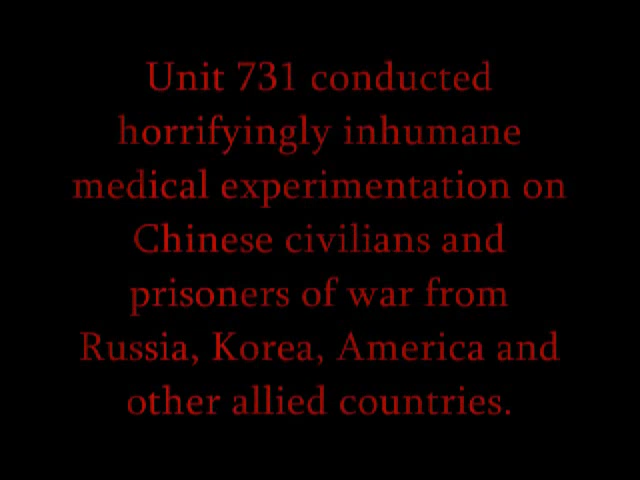 Unit 731 conducted
horrifyingly inhumane
medical experimentation on
Chinese civilians and
prisoners of war from
Russia, Korea, America and
other allied countries.